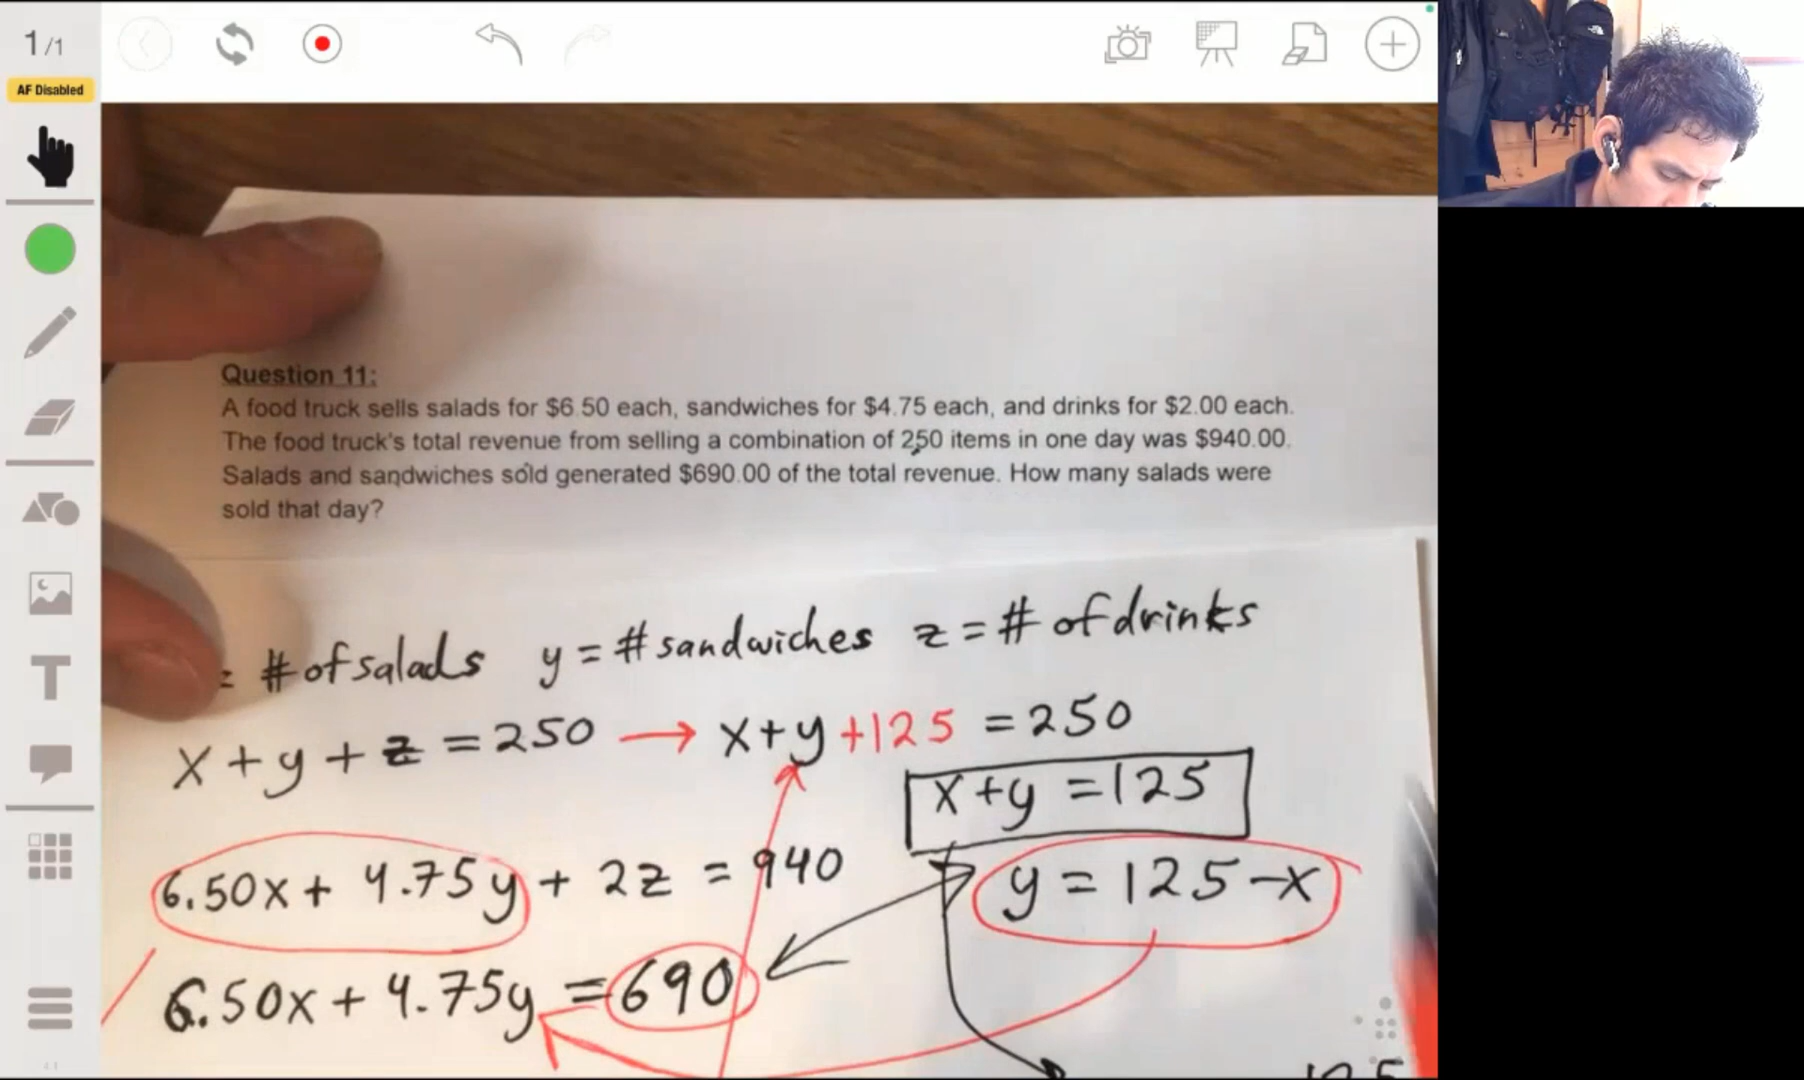 1/1
AF Disabled
Question 11:
A food truck sells salads for $6.50 each, sandwiches for $4.75 each, and drinks for $2.00 each.
The food truck's total revenue from selling a combination of 250 items in one day was $940.00.
Salads and sandwiches sold generated $690.00 of the total revenue. How many salads were
sold that day?
= # of salads y = # sandwiches z = # of drinks
x + y + z = 250 → x + y + 125 = 250
x + y = 125
6.50x + 4.75y + 2z = 940
y = 125 - x
6.50x + 4.75y = 690
T